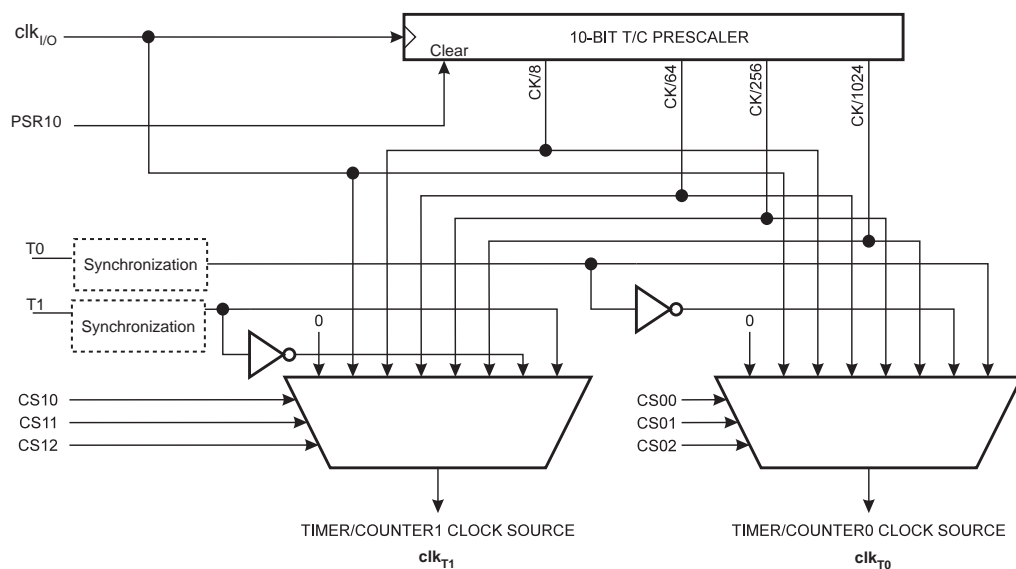 clkI/O
10-BIT T/C PRESCALER
Clear
CK/8
CK/64
CK/256
CK/1024
PSR10
T0
Synchronization
T1
Synchronization
0
0
CS10
CS11
CS12
CS00
CS01
CS02
TIMER/COUNTER1 CLOCK SOURCE
clkT1
TIMER/COUNTER0 CLOCK SOURCE
clkT0